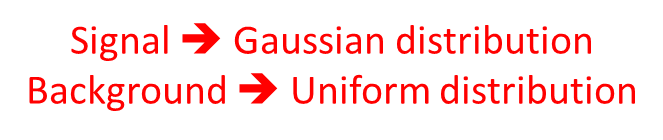 Signal ➔ Gaussian distribution
Background ➔ Uniform distribution